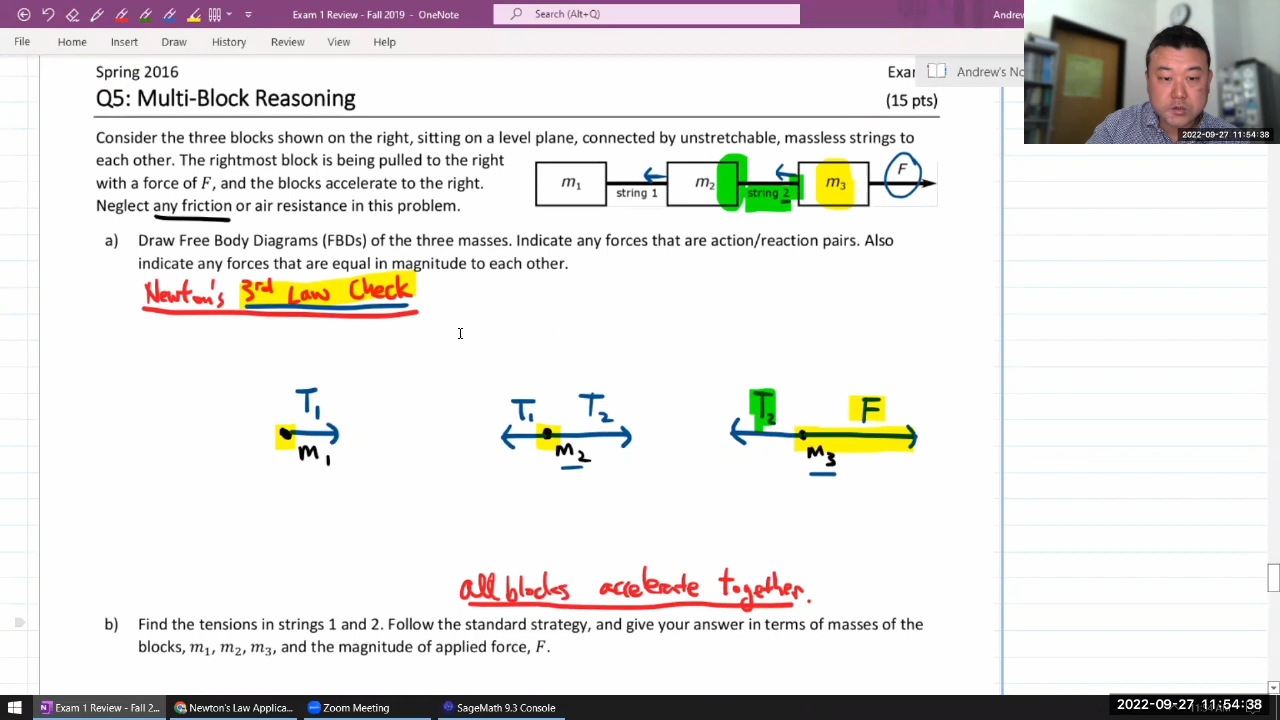 Exam 1 Review - Fall 2019 - OneNote
Search (Alt+Q)
Andrew
File Home Insert Draw History Review View Help
Andrew's No
Spring 2016
Exa
Q5: Multi-Block Reasoning
(15 pts)
Consider the three blocks shown on the right, sitting on a level plane, connected by unstretchable, massless strings to
each other. The rightmost block is being pulled to the right
with a force of F, and the blocks accelerate to the right.
Neglect any friction or air resistance in this problem.
m₁ string 1 m₂ string 2 m₃ F
a) Draw Free Body Diagrams (FBDs) of the three masses. Indicate any forces that are action/reaction pairs. Also
indicate any forces that are equal in magnitude to each other.
Newton's 3rd Law Check
T₁ T₁ T₂ T₂ F
m₁ m₂ m₃
all blocks accelerate together.
b) Find the tensions in strings 1 and 2. Follow the standard strategy, and give your answer in terms of masses of the
blocks, m₁, m₂, m₃, and the magnitude of applied force, F.
2022-09-27 11:54:38
Exam 1 Review - Fall 2... Newton's Law Applica... Zoom Meeting SageMath 9.3 Console
2022-09-27 11:54:38